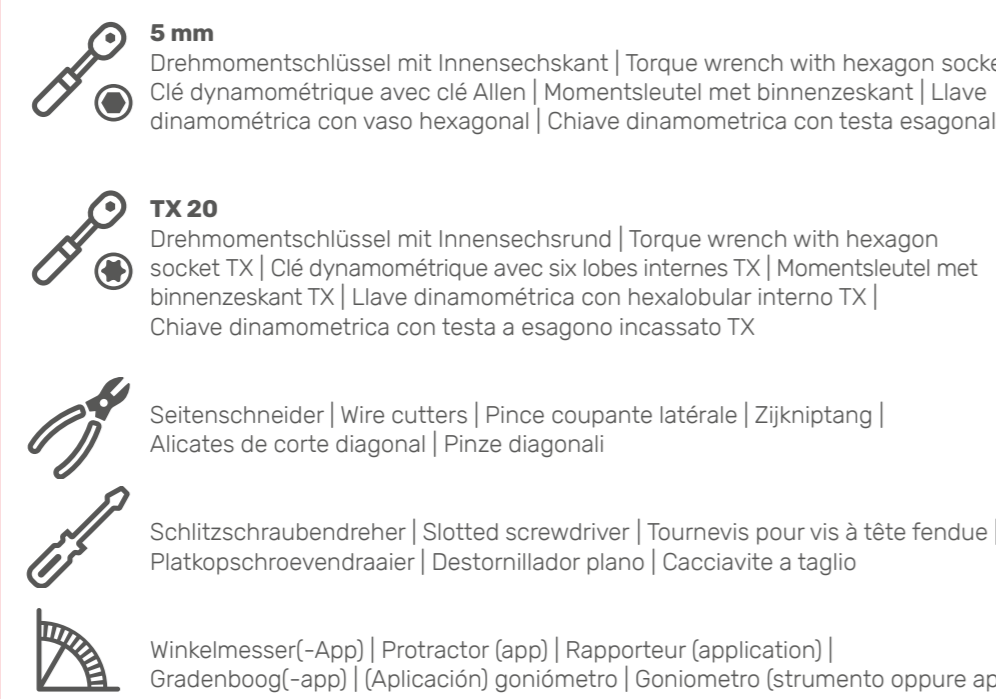 5 mm
Drehmomentschlüssel mit Innensechskant | Torque wrench with hexagon
Clé dynamométrique avec clé Allen | Momentsleutel met binnenzeskant | Llave
dinamométrica con vaso hexagonal | Chiave dinamometrica con testa
TX 20
Drehmomentschlüssel mit Innensechsrund | Torque wrench with hexagon
socket TX | Clé dynamométrique avec six lobes internes TX | Momentsleutel met
binnenzeskant TX | Llave dinamométrica con hexalobular interno TX |
Chiave dinamometrica con testa a esagono incassato TX
Seitenschneider | Wire cutters | Pince coupante latérale | Zijkniptang |
Alicates de corte diagonal | Pinze diagonali
Schlitzschraubendreher | Slotted screwdriver | Tournevis pour vis à tête fendue |
Platkopschroevendraaier | Destornillador plano | Cacciavite a taglio
Winkelmesser(-App) | Protractor (app) | Rapporteur (application) |
Gradenboog(-app) | (Aplicación) goniómetro | Goniometro (strumento oppure